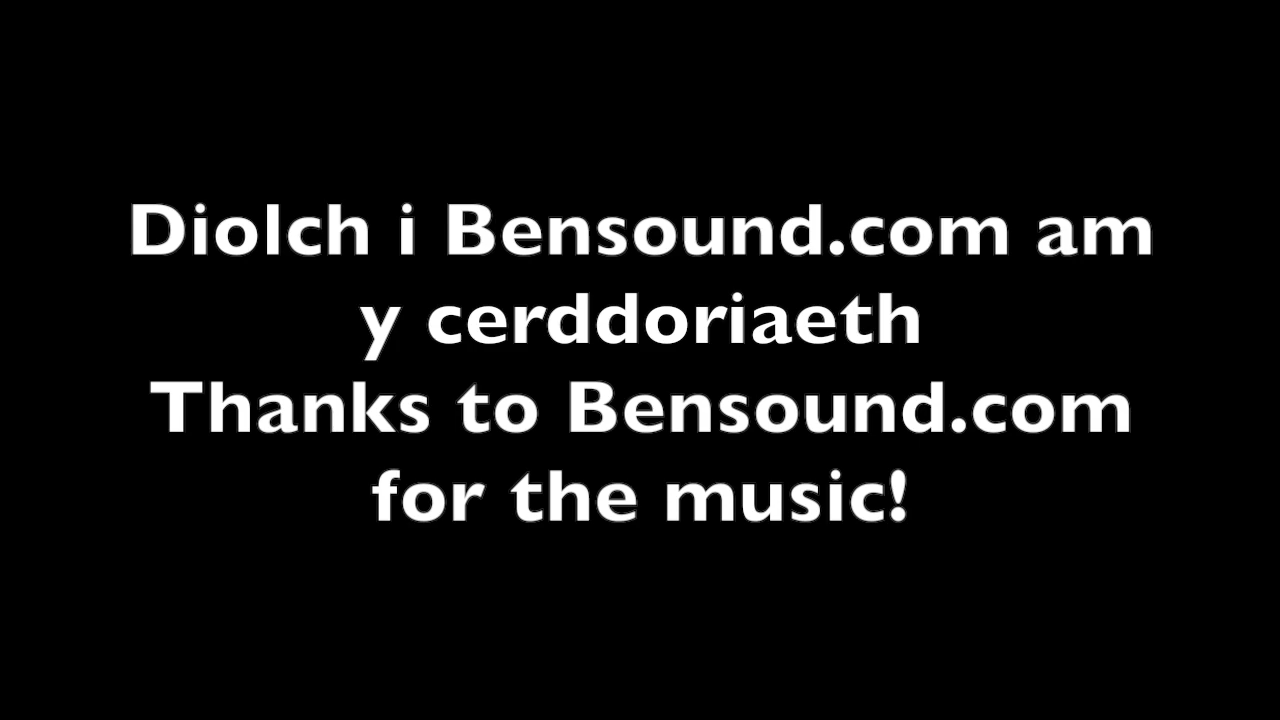 Diolch i Bensound.com am
y cerddoriaeth
Thanks to Bensound.com
for the music!